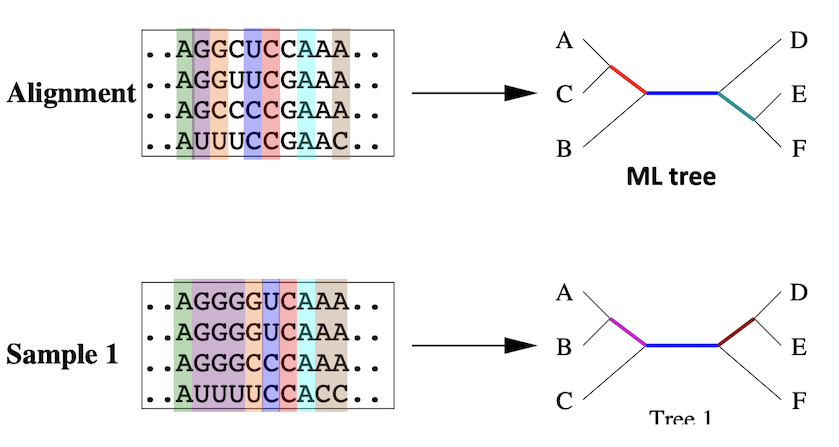 ..AGGCUCCAAA..
..AGGUUCGAAA..
Alignment
..AGCCCCGAAA..
..AUUUCCGAAC..
A
C
B
D
E
F
ML tree
..AGGGGUCAAA..
..AGGGGUCAAA..
Sample 1
..AGGGCCCAAA..
..AUUUUCCACC..
A
B
C
D
E
F
Tree 1